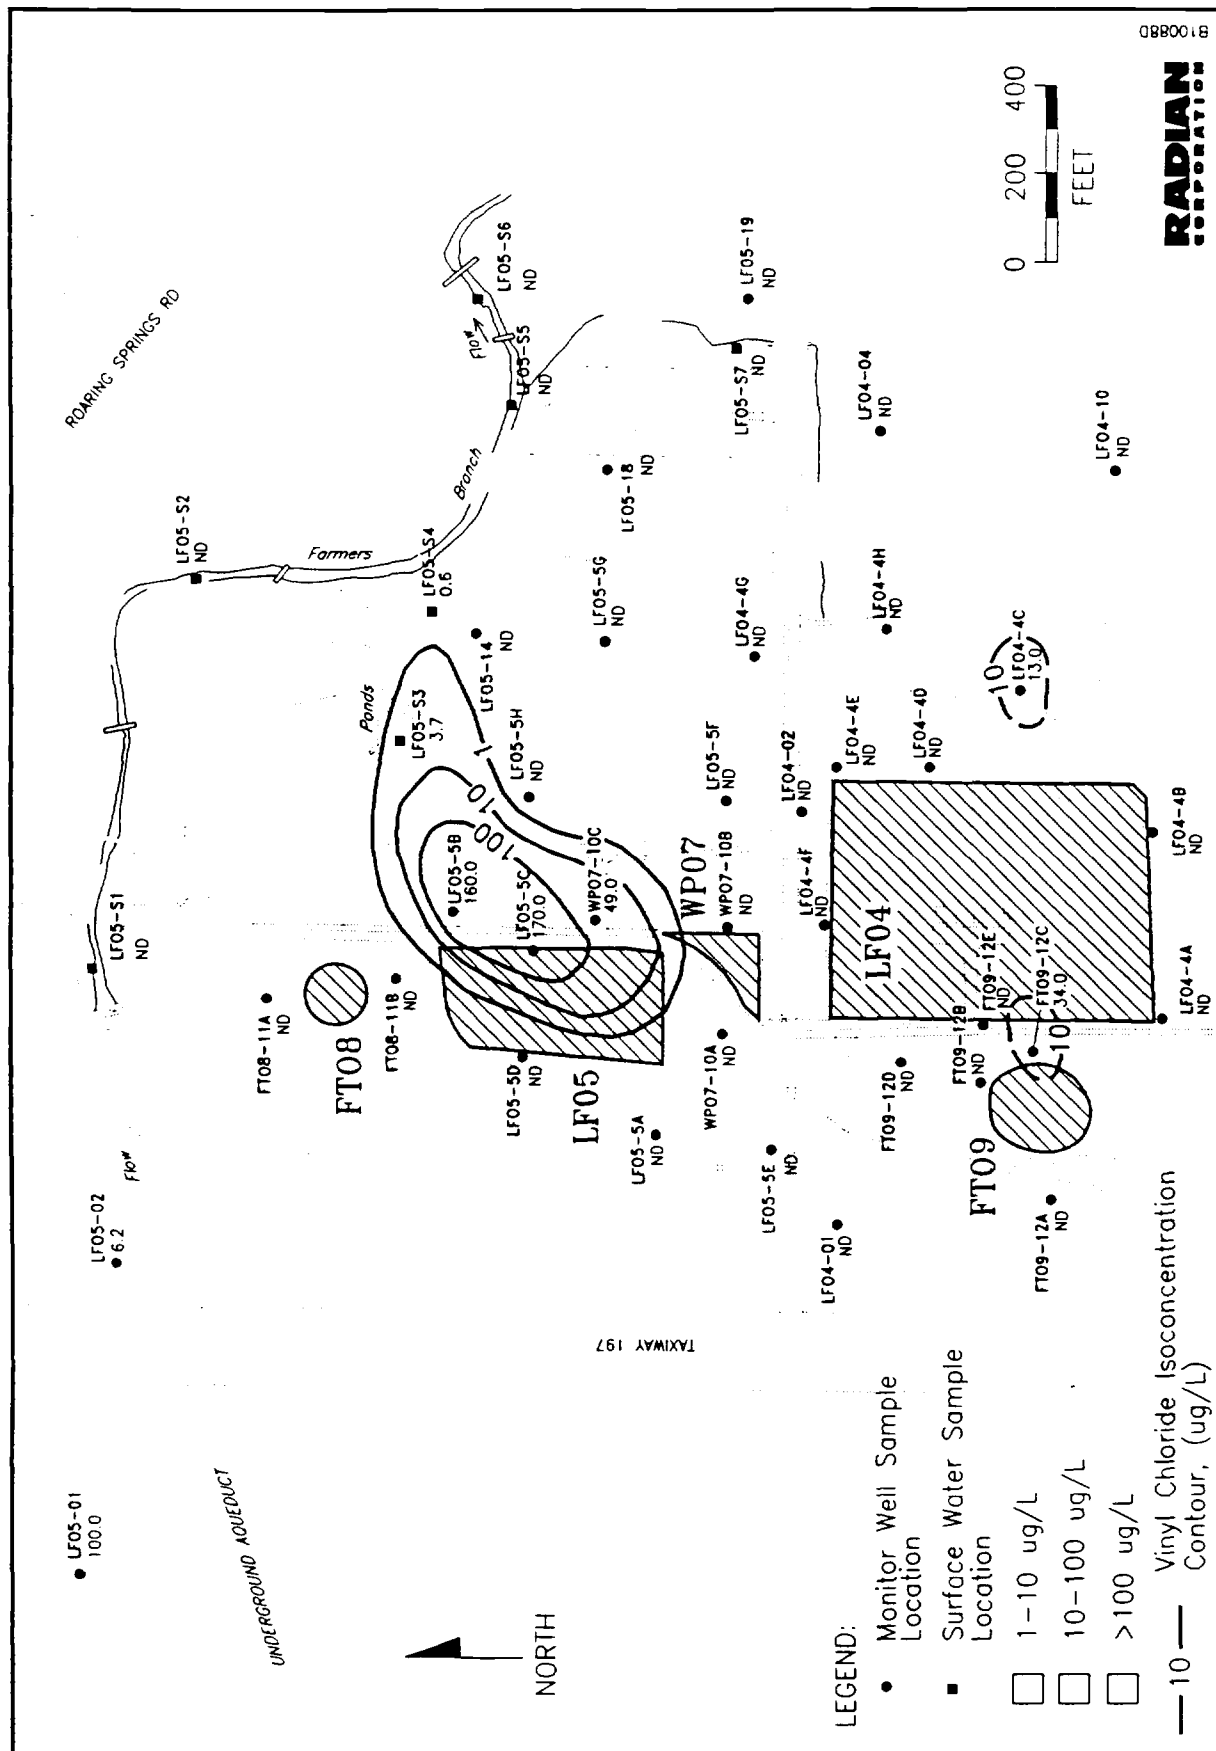 ROARING SPRINGS RD
UNDERGROUND AQUEDUCT
TAXIWAY 197
LF05-01
100.0
LF05-02
6.2
Flow
LF05-S1
ND
LF05-S2
ND
Farmers
Branch
Flow
LF05-S6
ND
LF05-S5
ND
LF05-S4
0.6
Ponds
LF05-S3
3.7
FT08-11A
ND
FT08
FT08-11B
ND
LF05-14
ND
LF05-5H
ND
1
10
100
LF05-5B
160.0
LF05-5C
170.0
WP07-10C
49.0
LF05-5D
ND
LF05
LF05-5A
ND
LF05-5G
ND
LF05-18
ND
LF05-19
ND
LF05-S7
ND
LF04-4G
ND
LF05-5F
ND
WP07
WP07-10B
ND
WP07-10A
ND
LF05-5E
ND
LF04-01
ND
LF04-02
ND
LF04-4F
ND
LF04-4E
ND
LF04-4D
ND
LF04-4H
ND
LF04-04
ND
LF04-10
ND
10
LF04-4C
13.0
LF04
FT09-12E
ND
FT09-12C
34.0
10
FT09-12B
ND
FT09-12D
ND
FT09
FT09-12A
ND
LF04-4A
ND
LF04-4B
ND
NORTH
LEGEND:
Monitor Well Sample
Location
Surface Water Sample
Location
1-10 ug/L
10-100 ug/L
>100 ug/L
10 Vinyl Chloride Isoconcentration
Contour, (ug/L)
0 200 400
FEET
RADIAN
CORPORATION
810088D